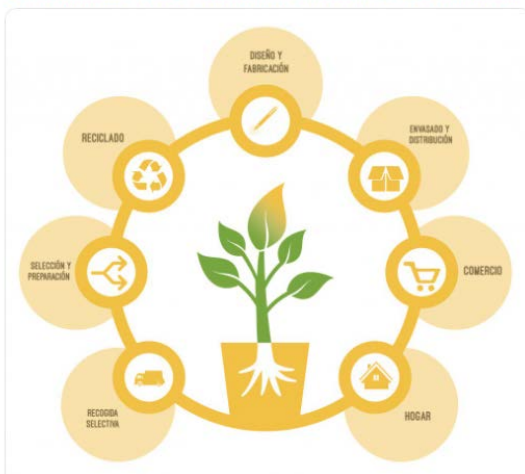 DISEÑO Y
FABRICACIÓN
ENVASADO Y
DISTRIBUCIÓN
COMERCIO
HOGAR
RECOGIDA
SELECTIVA
SELECCIÓN Y
PREPARACIÓN
RECICLADO